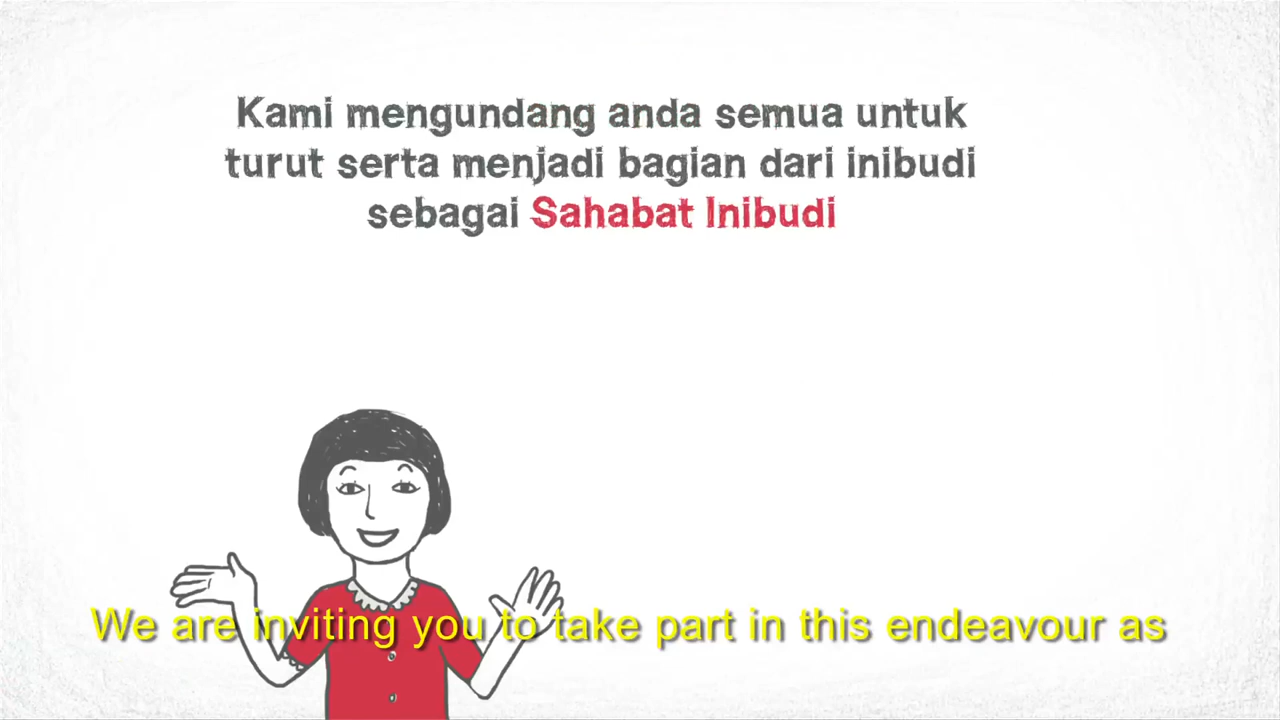 Kami mengundang anda semua untuk
turut serta menjadi bagian dari inibudi
sebagai Sahabat Inibudi
We are inviting you to take part in this endeavour as